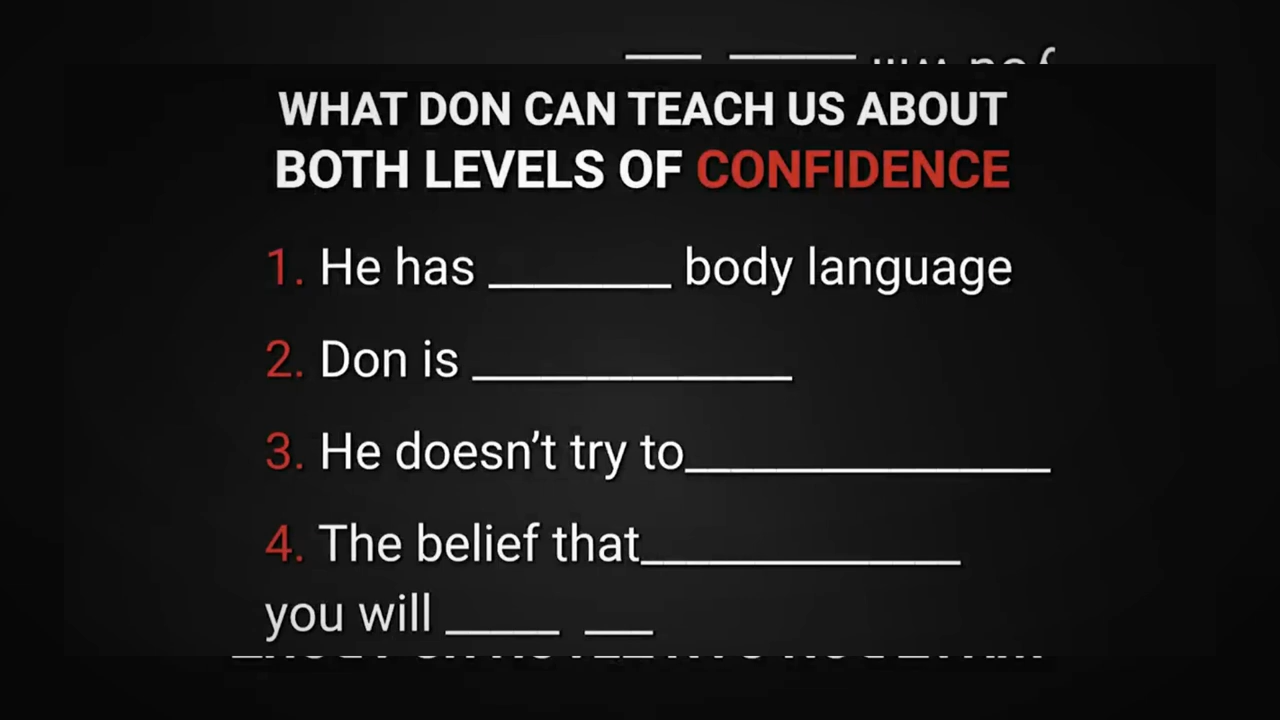 WHAT DON CAN TEACH US ABOUT
BOTH LEVELS OF CONFIDENCE
1. He has ________ body language
2. Don is ______________
3. He doesn't try to________________
4. The belief that______________
you will _____ ___